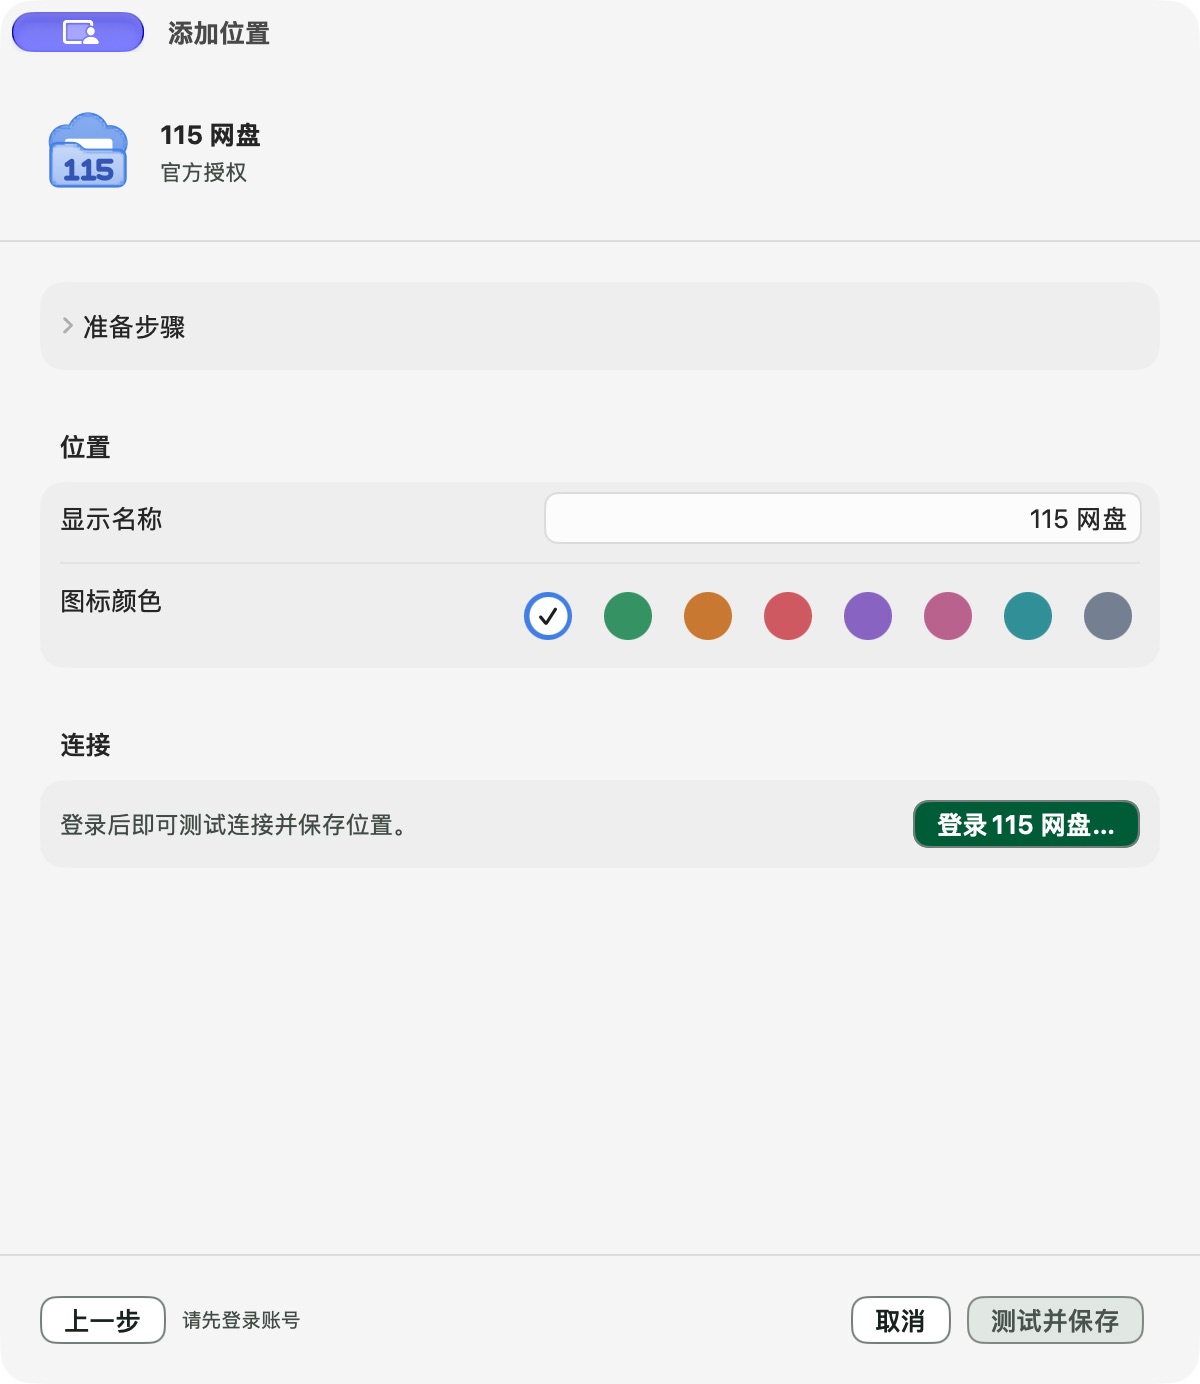 添加位置
115
115 网盘
官方授权
准备步骤
位置
显示名称
115 网盘
图标颜色
连接
登录后即可测试连接并保存位置。
登录 115 网盘...
上一步
请先登录账号
取消
测试并保存